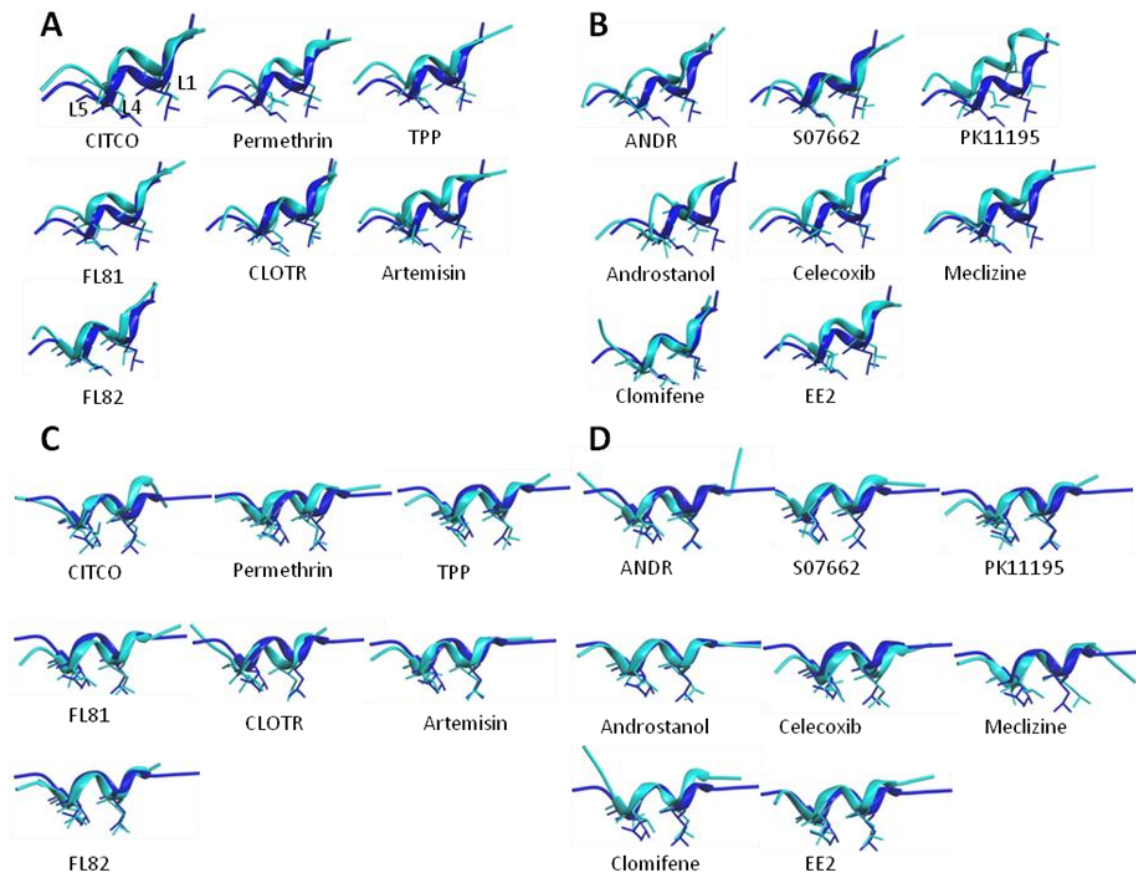 A
B
L1
L5 L4
CITCO Permethrin TPP
ANDR S07662 PK11195
FL81 CLOTR Artemisin
Androstanol Celecoxib Meclizine
FL82
Clomifene EE2
C
D
CITCO Permethrin TPP
ANDR S07662 PK11195
FL81 CLOTR Artemisin
Androstanol Celecoxib Meclizine
FL82
Clomifene EE2